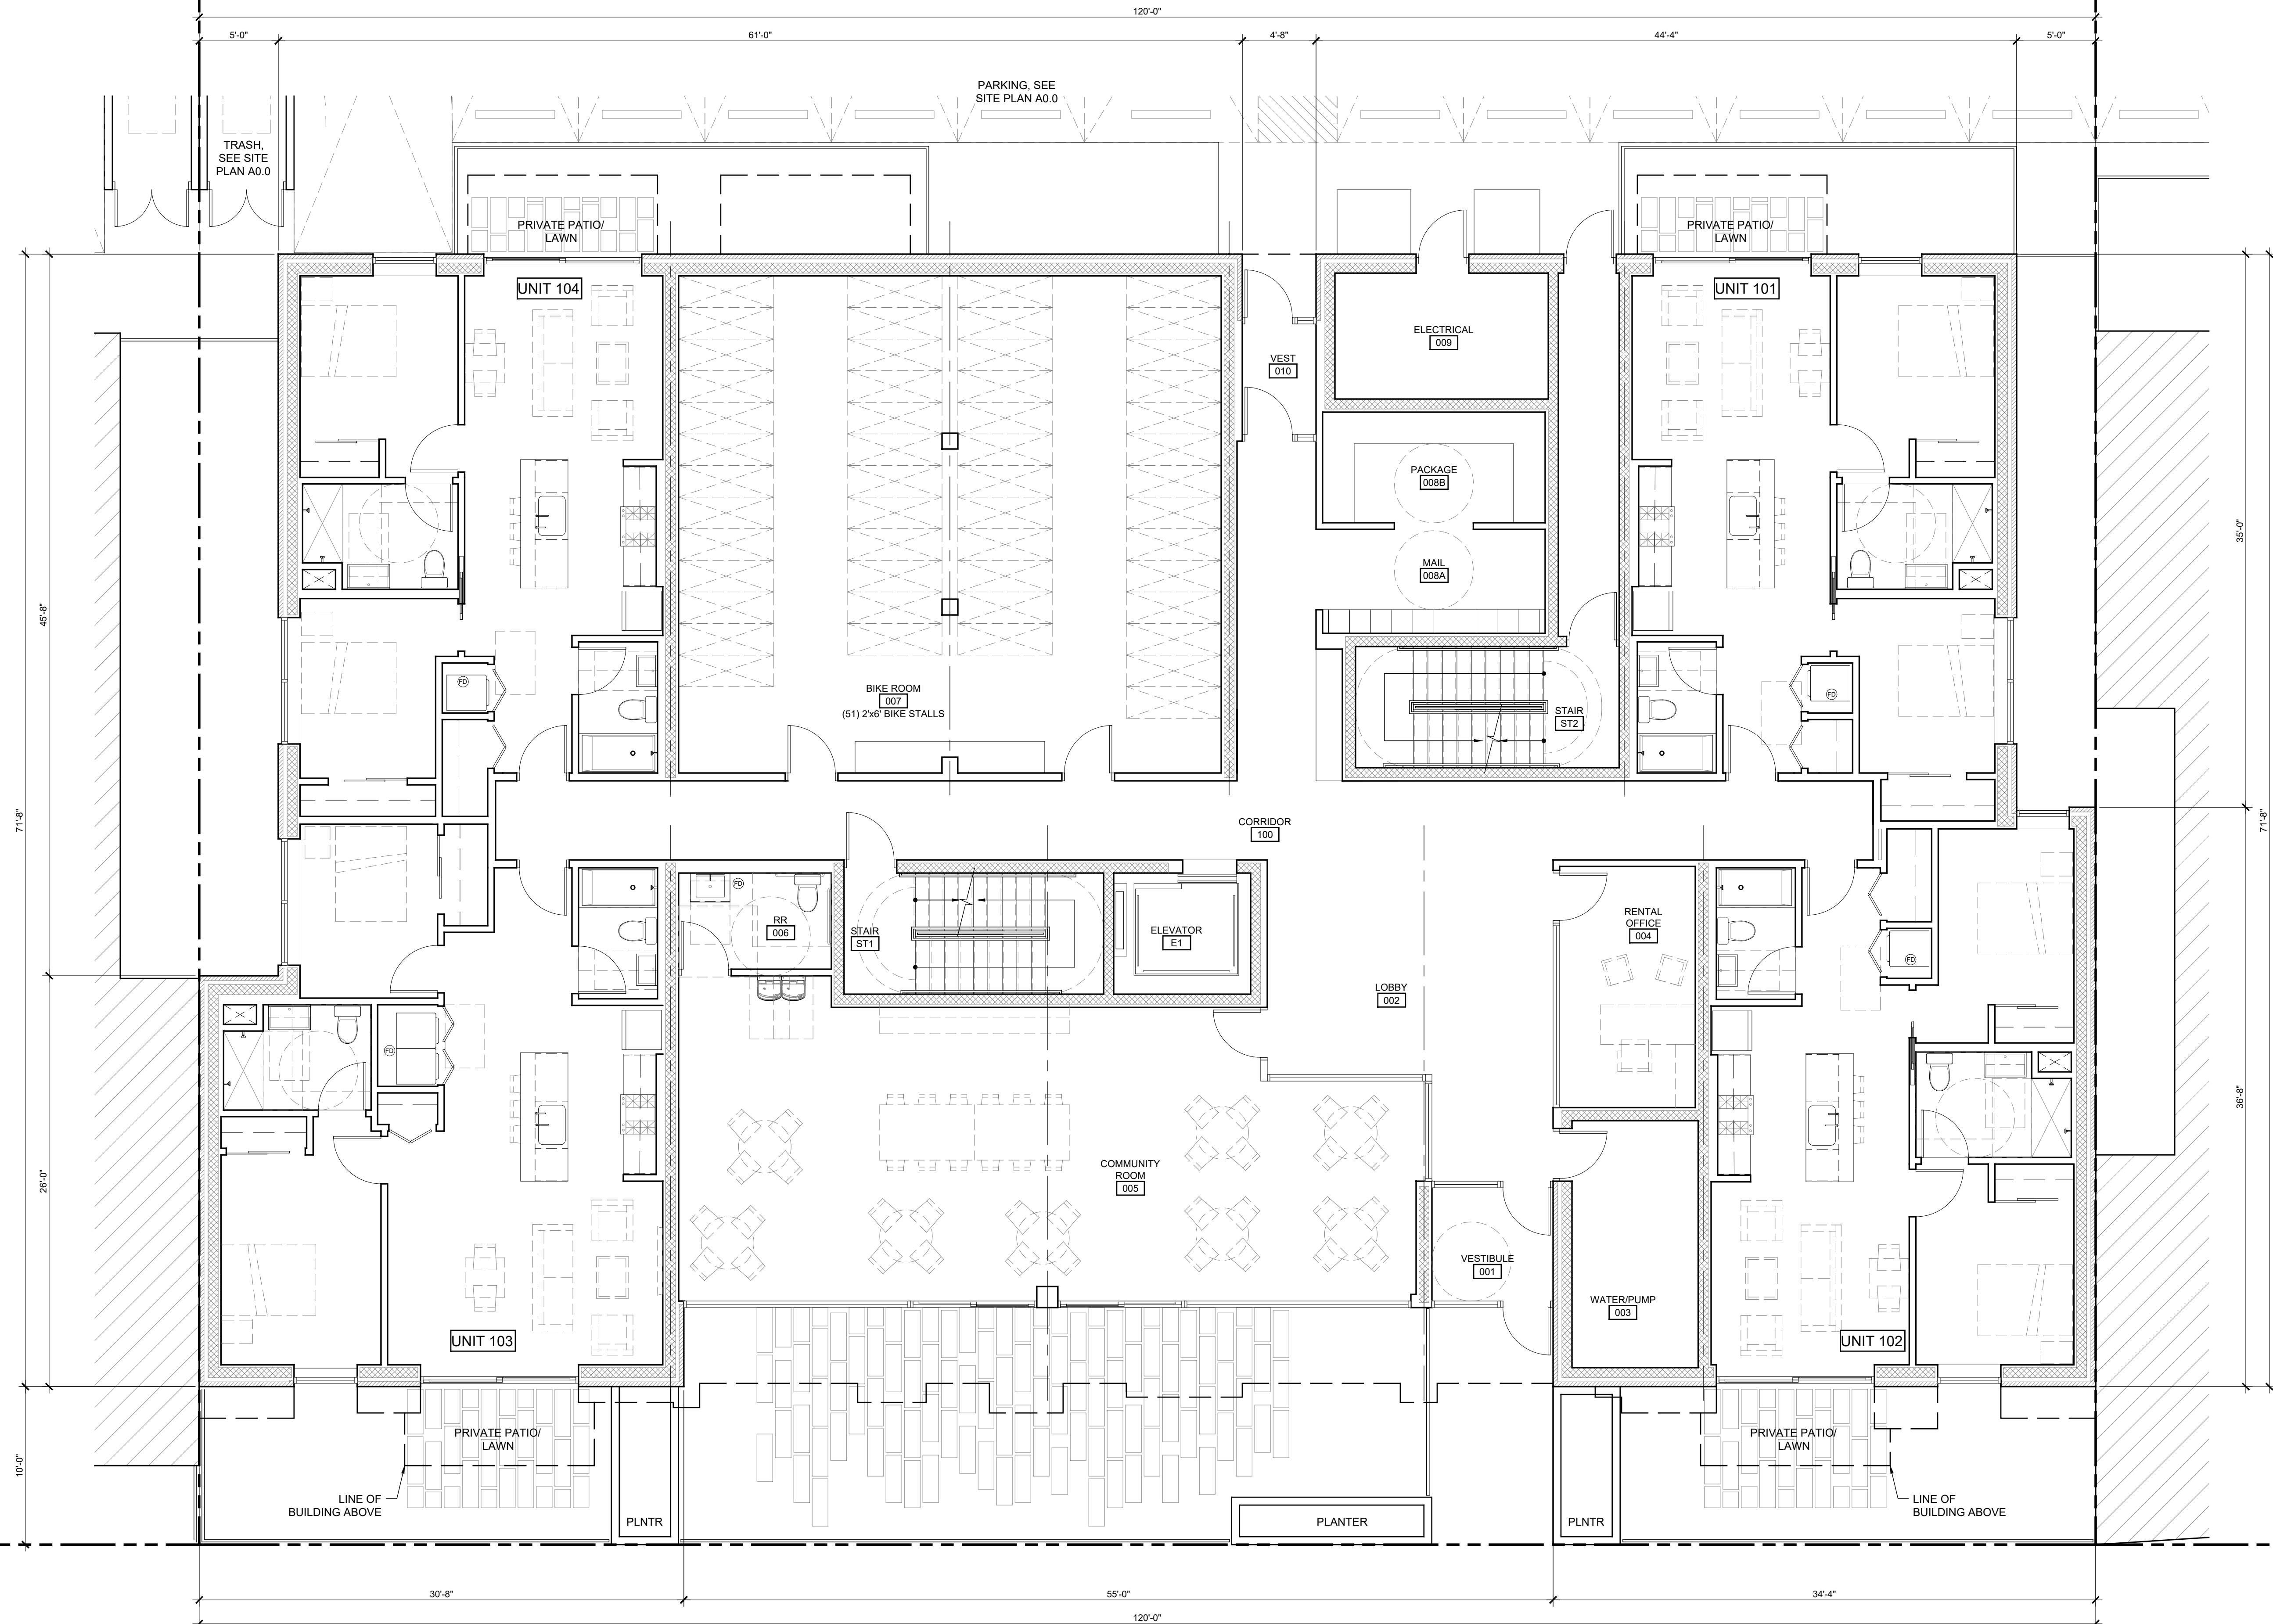 120'-0"
5'-0"
61'-0"
4'-8"
44'-4"
5'-0"
PARKING, SEE
SITE PLAN A0.0
TRASH,
SEE SITE
PLAN A0.0
PRIVATE PATIO/
LAWN
PRIVATE PATIO/
LAWN
UNIT 104
UNIT 101
ELECTRICAL
009
VEST
010
PACKAGE
008B
MAIL
008A
35'-0"
45'-8"
71'-8"
71'-8"
FD
FD
BIKE ROOM
007
(51) 2'x6' BIKE STALLS
STAIR
ST2
CORRIDOR
100
FD
RR
006
STAIR
ST1
ELEVATOR
E1
RENTAL
OFFICE
004
LOBBY
002
FD
FD
36'-8"
26'-0"
COMMUNITY
ROOM
005
VESTIBULE
001
WATER/PUMP
003
UNIT 103
UNIT 102
PRIVATE PATIO/
LAWN
PRIVATE PATIO/
LAWN
10'-0"
LINE OF
BUILDING ABOVE
LINE OF
BUILDING ABOVE
PLNTR
PLANTER
PLNTR
30'-8"
55'-0"
34'-4"
120'-0"